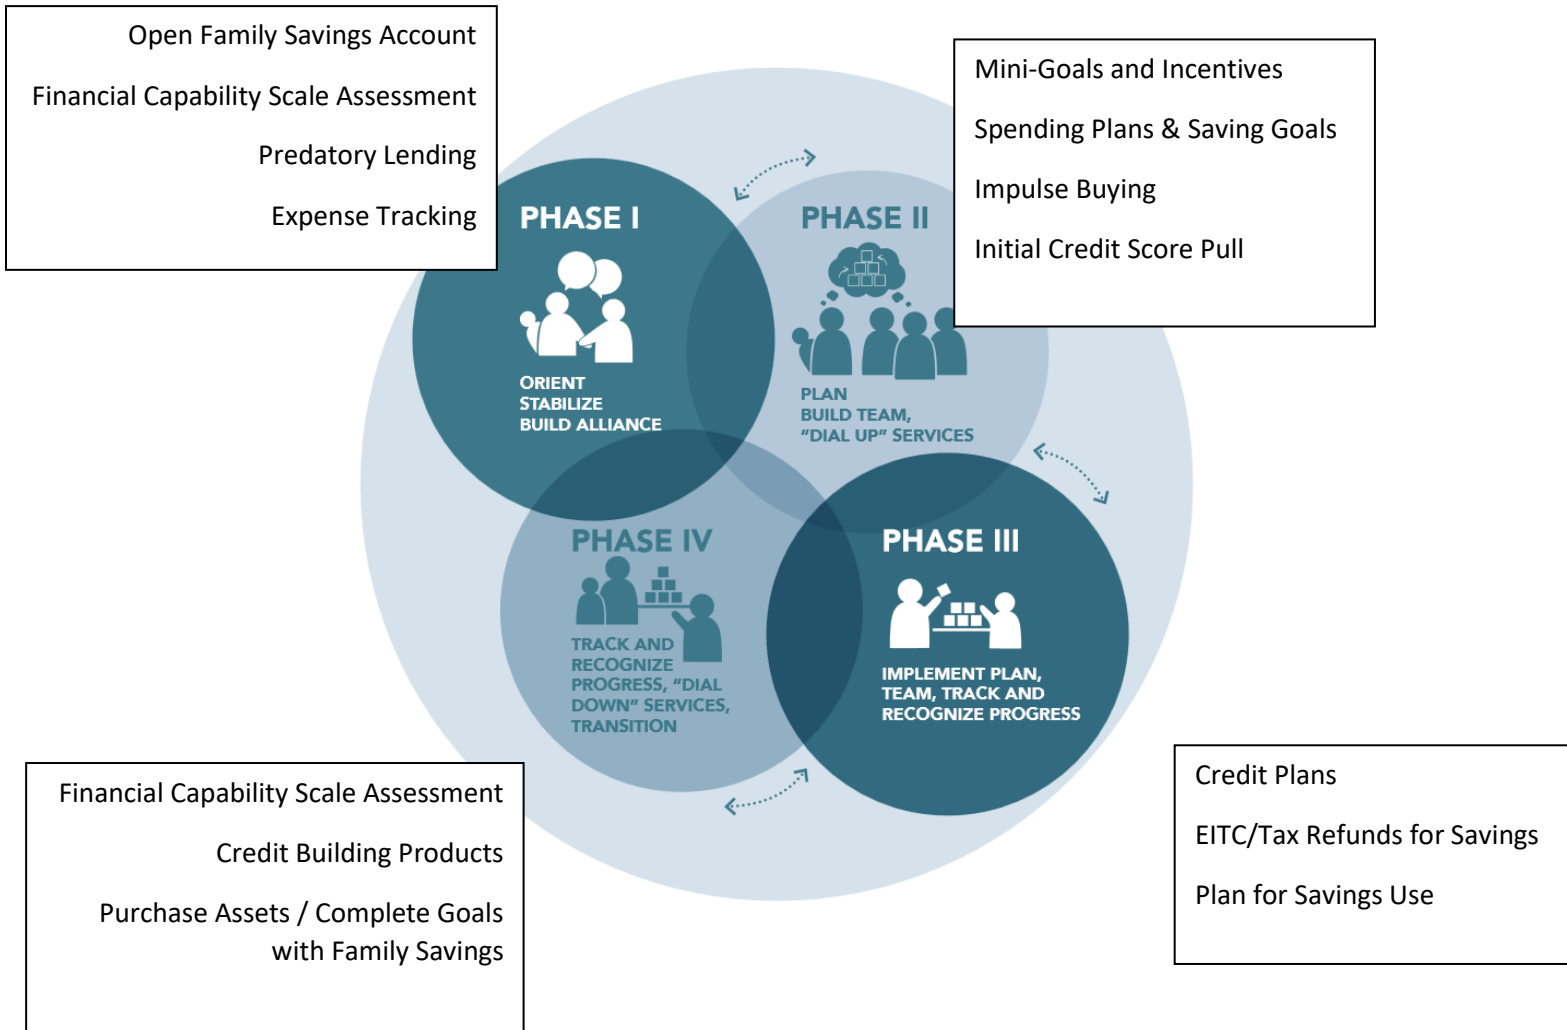 Open Family Savings Account
Financial Capability Scale Assessment
Predatory Lending
Expense Tracking
Mini-Goals and Incentives
Spending Plans & Saving Goals
Impulse Buying
Initial Credit Score Pull
PHASE I
ORIENT
STABILIZE
BUILD ALLIANCE
PHASE II
PLAN
BUILD TEAM,
"DIAL UP" SERVICES
PHASE IV
TRACK AND
RECOGNIZE
PROGRESS, "DIAL
DOWN" SERVICES,
TRANSITION
PHASE III
IMPLEMENT PLAN,
TEAM, TRACK AND
RECOGNIZE PROGRESS
Financial Capability Scale Assessment
Credit Building Products
Purchase Assets / Complete Goals
with Family Savings
Credit Plans
EITC/Tax Refunds for Savings
Plan for Savings Use